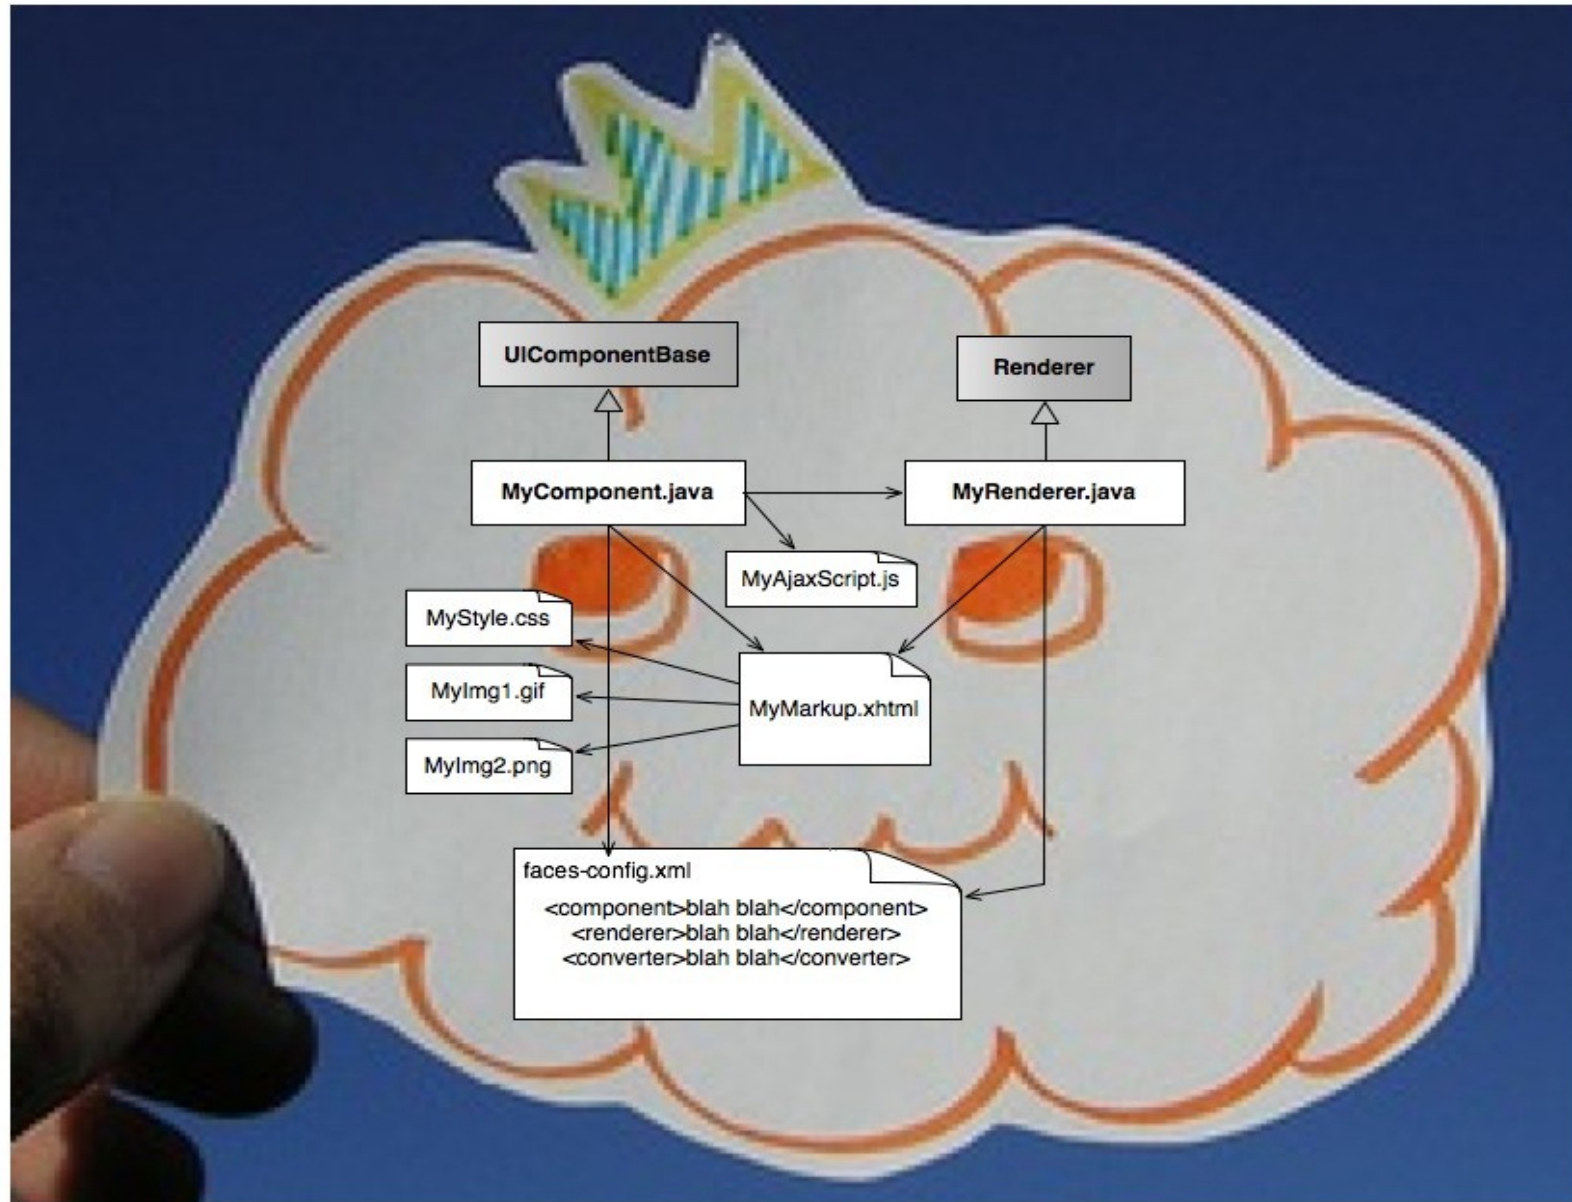 UIComponentBase
Renderer
MyComponent.java
MyRenderer.java
MyAjaxScript.js
MyStyle.css
MyImg1.gif
MyMarkup.xhtml
MyImg2.png
faces-config.xml
<component>blah blah</component>
<renderer>blah blah</renderer>
<converter>blah blah</converter>